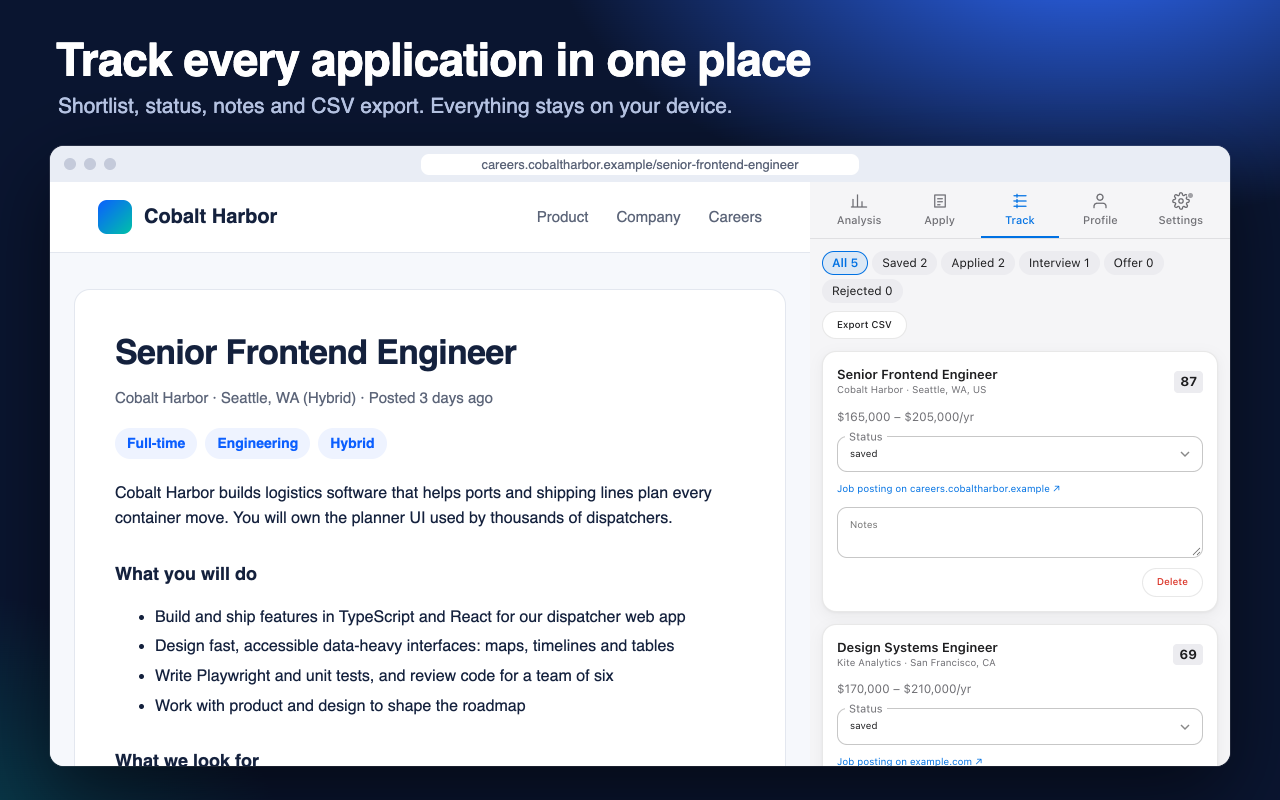 Track every application in one place
Shortlist, status, notes and CSV export. Everything stays on your device.
careers.cobaltharbor.example/senior-frontend-engineer
Cobalt Harbor
Product Company Careers
Senior Frontend Engineer
Cobalt Harbor · Seattle, WA (Hybrid) · Posted 3 days ago
Full-time Engineering Hybrid
Cobalt Harbor builds logistics software that helps ports and shipping lines plan every
container move. You will own the planner UI used by thousands of dispatchers.
What you will do
• Build and ship features in TypeScript and React for our dispatcher web app
• Design fast, accessible data-heavy interfaces: maps, timelines and tables
• Write Playwright and unit tests, and review code for a team of six
• Work with product and design to shape the roadmap
What we look for
Analysis Apply Track Profile Settings
All 5 Saved 2 Applied 2 Interview 1 Offer 0
Rejected 0
Export CSV
Senior Frontend Engineer
87
Cobalt Harbor · Seattle, WA, US
$165,000 – $205,000/yr
Status
saved
Job posting on careers.cobaltharbor.example ↗
Notes
Delete
Design Systems Engineer
69
Kite Analytics · San Francisco, CA
$170,000 – $210,000/yr
Status
saved
Job posting on example.com ↗